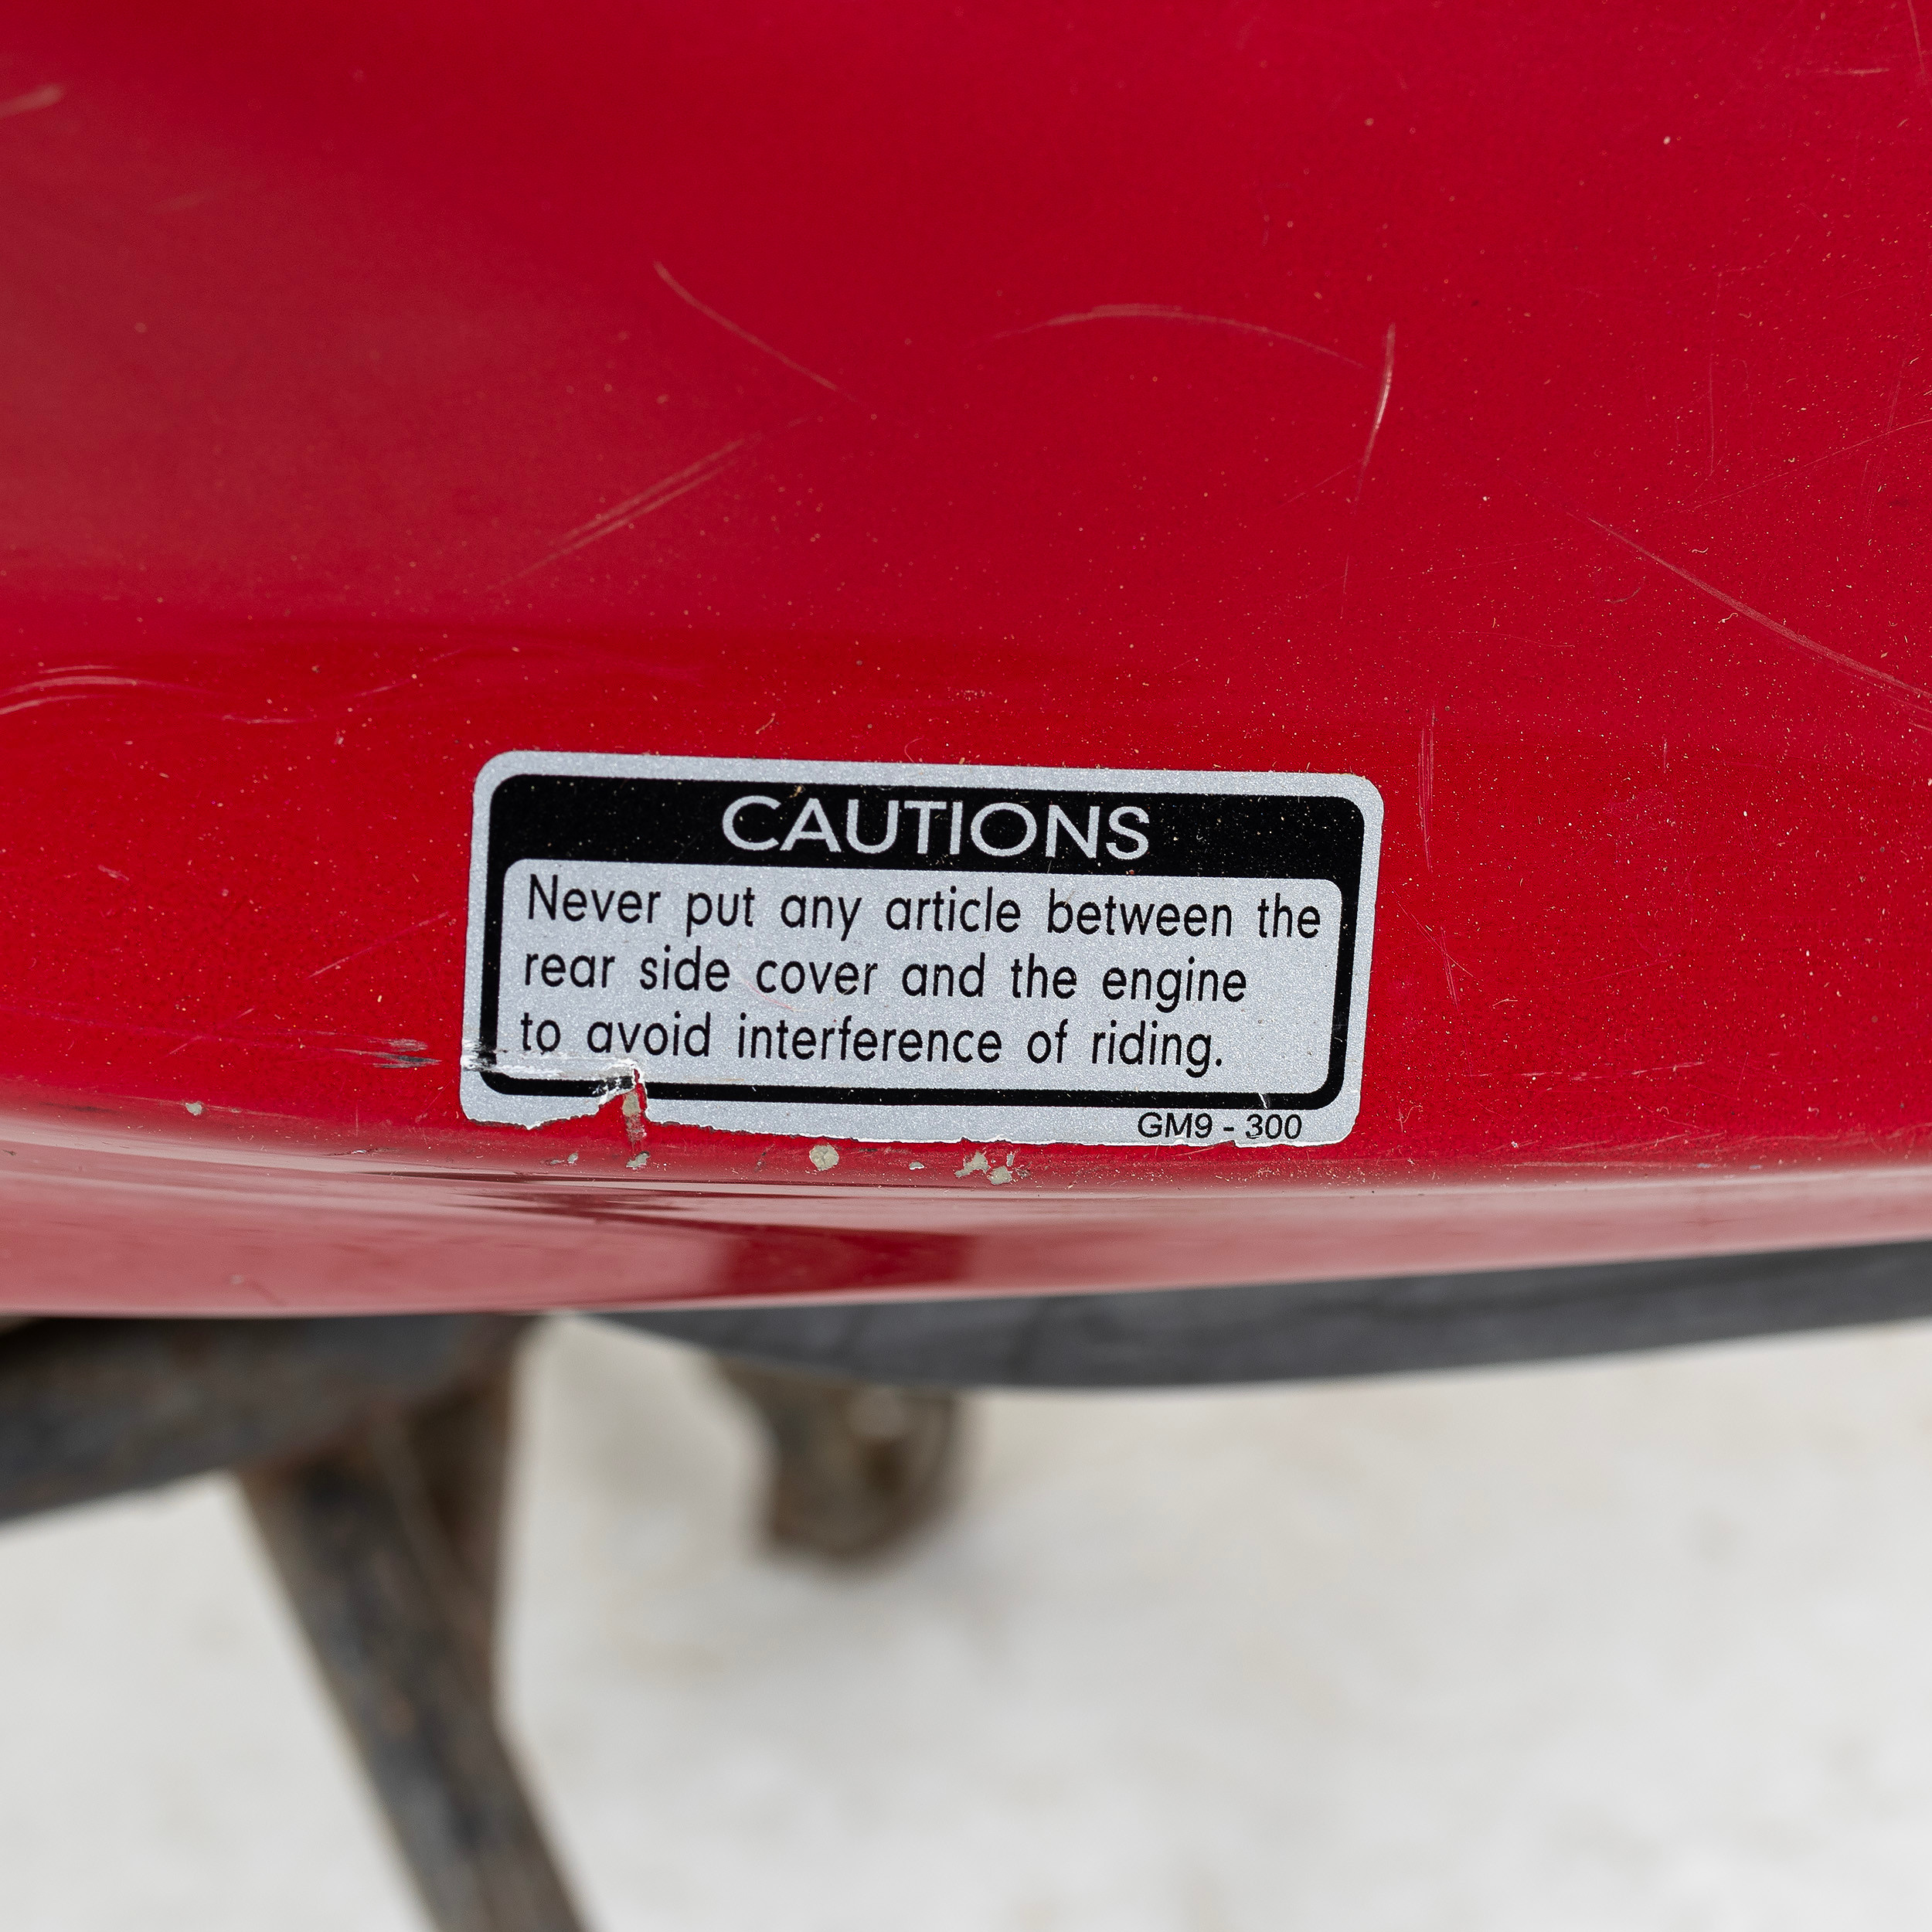 CAUTIONS
Never put any article between the
rear side cover and the engine
to avoid interference of riding.
GM9 - 300